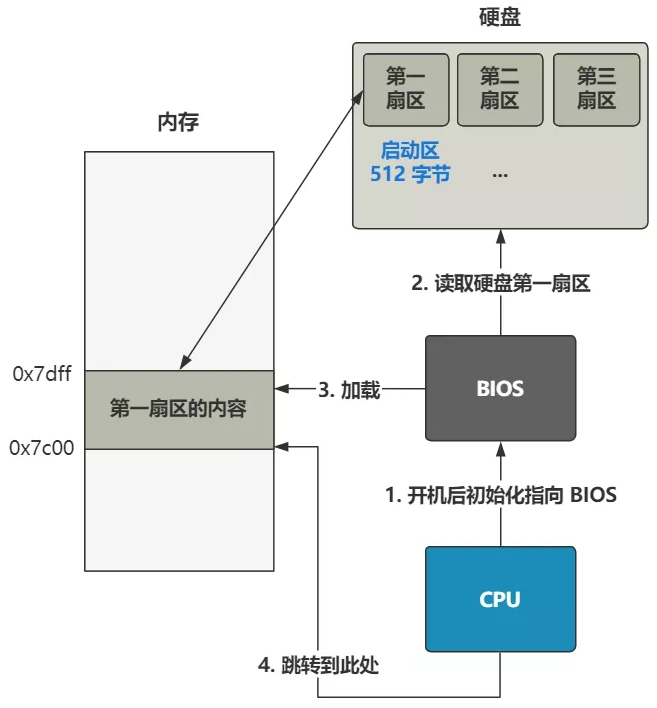 硬盘
第一
扇区
第二
扇区
第三
扇区
启动区
512 字节
...
内存
2. 读取硬盘第一扇区
0x7dff
第一扇区的内容
3. 加载
BIOS
0x7c00
1. 开机后初始化指向 BIOS
CPU
4. 跳转到此处